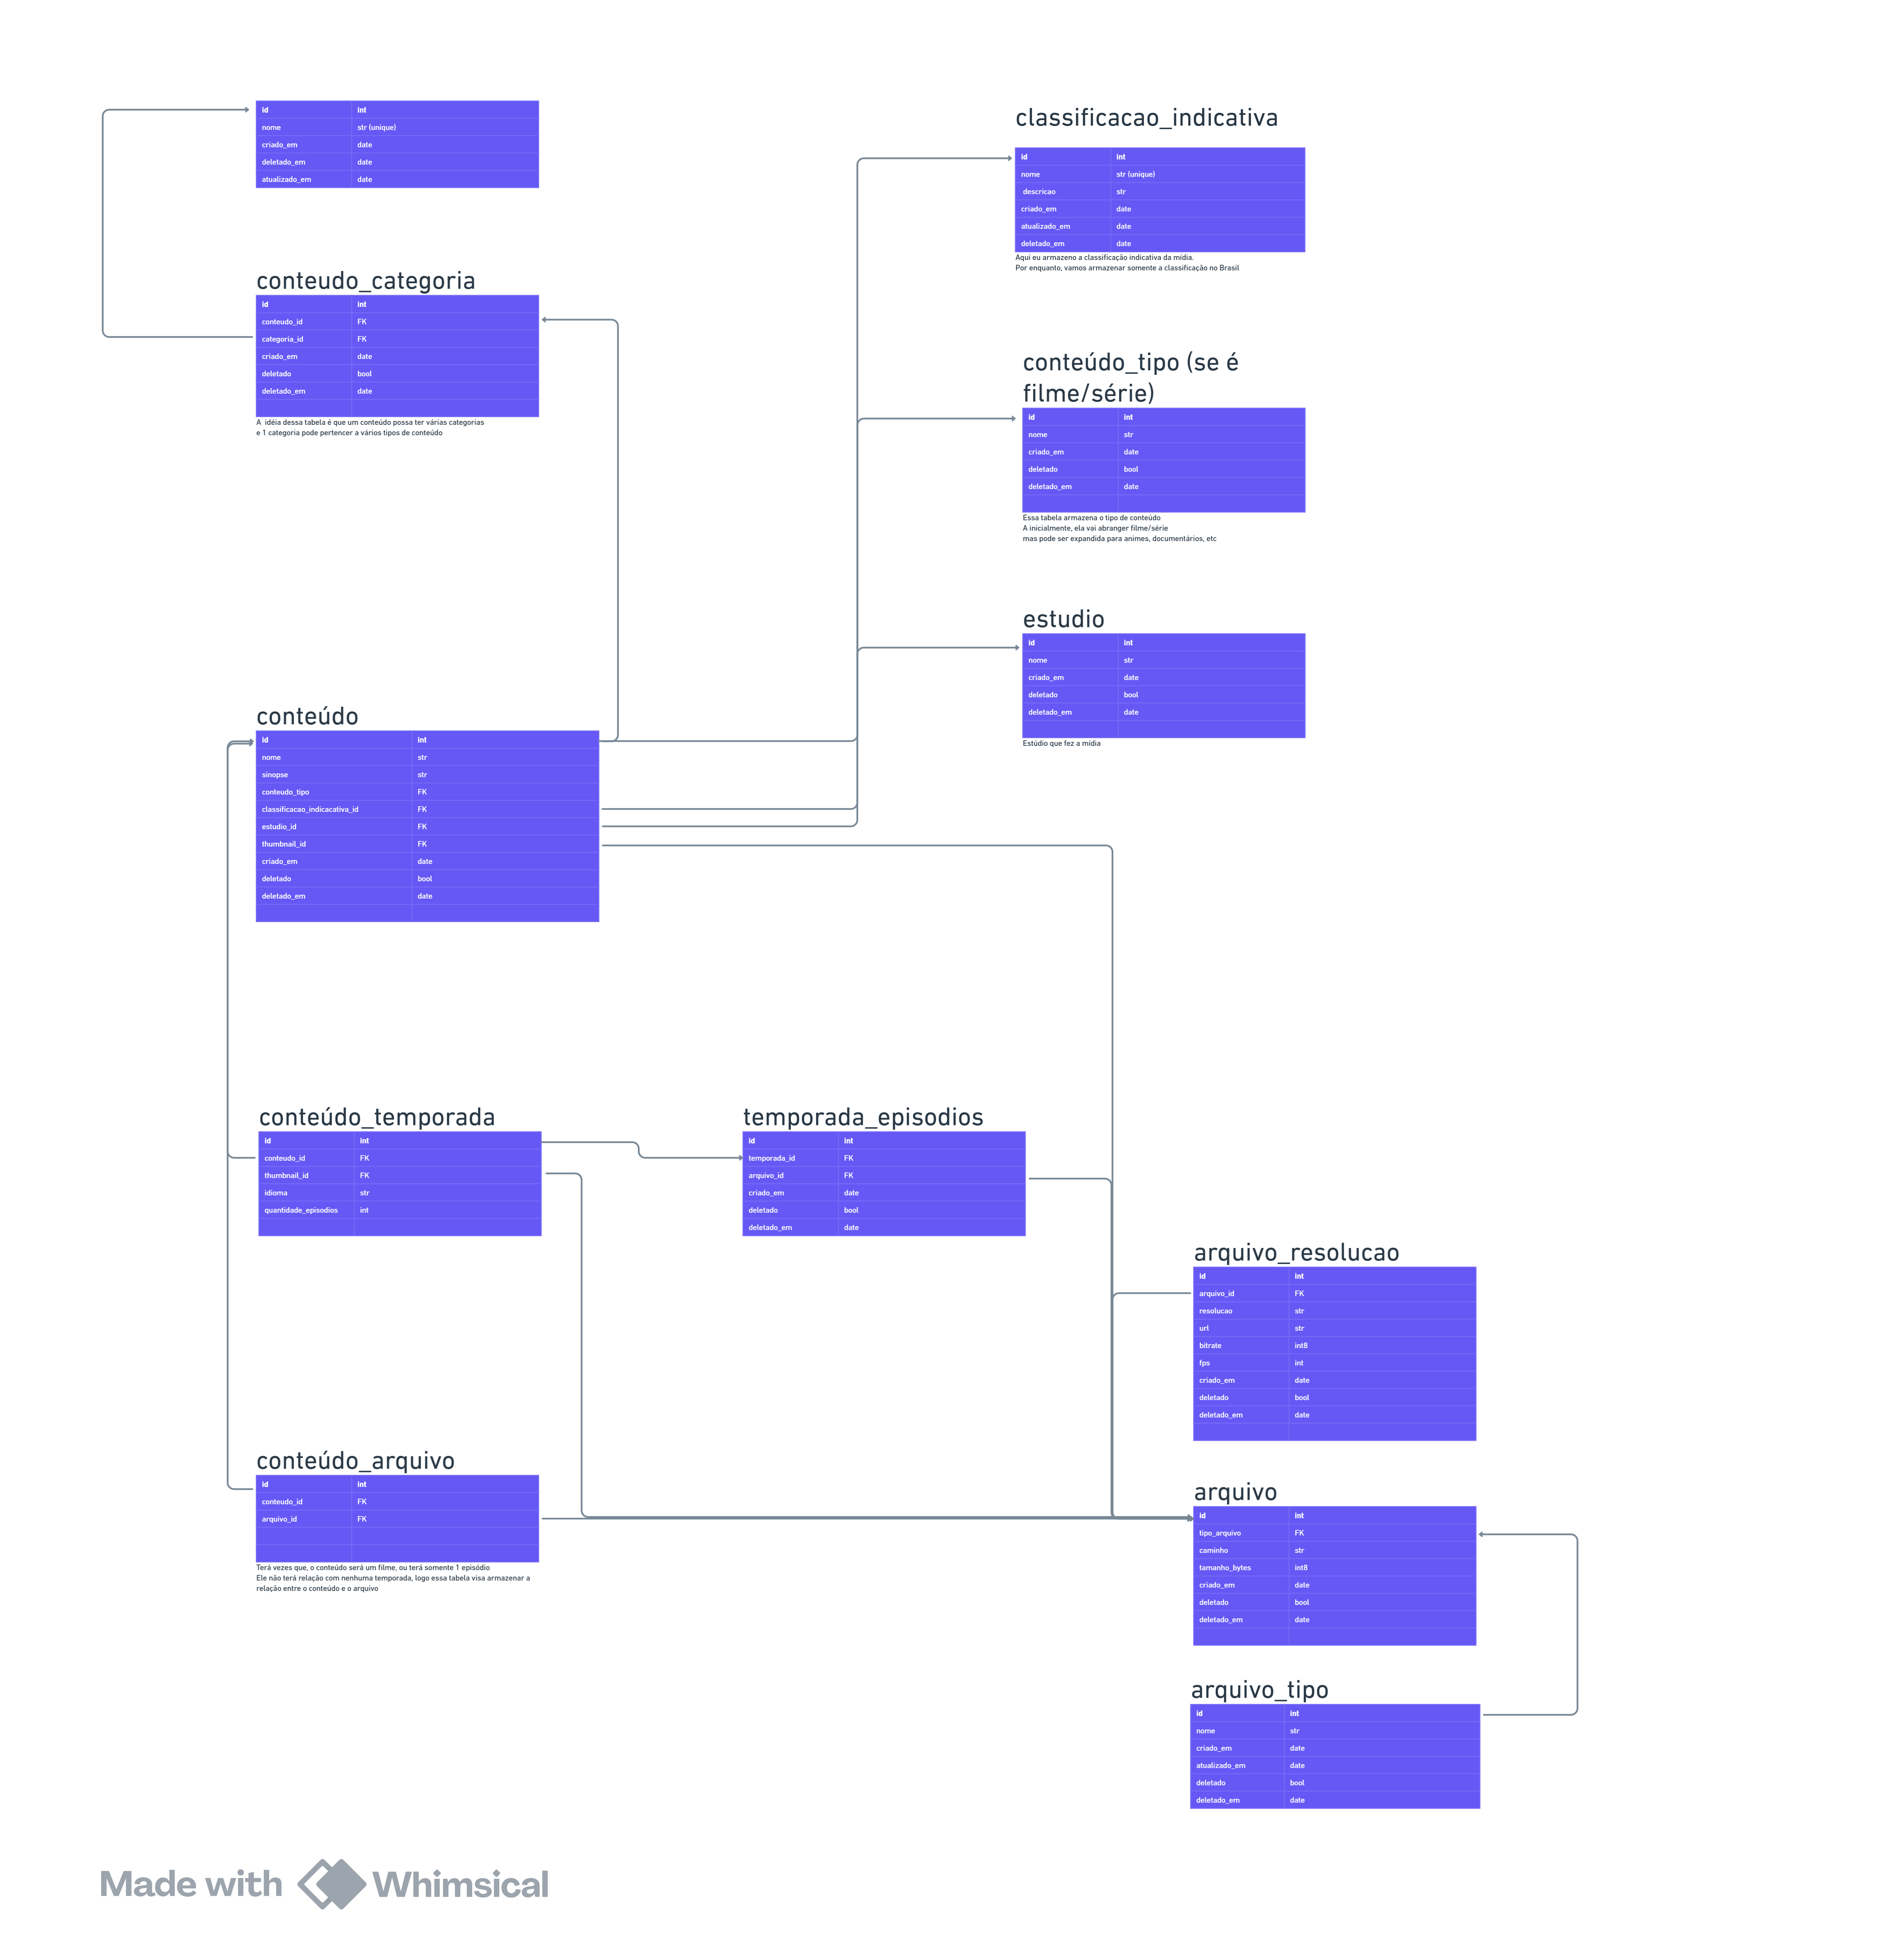 id int
nome str (unique)
criado_em date
deletado_em date
atualizado_em date
classificacao_indicativa
id int
nome str (unique)
descricao str
criado_em date
atualizado_em date
deletado_em date
Aqui eu armazeno a classificação indicativa da mídia.
Por enquanto, vamos armazenar somente a classificação no Brasil
conteudo_categoria
id int
conteudo_id FK
categoria_id FK
criado_em date
deletado bool
deletado_em date
A idéia dessa tabela é que um conteúdo possa ter várias categorias
e 1 categoria pode pertencer a vários tipos de conteúdo
conteúdo_tipo (se é
filme/série)
id int
nome str
criado_em date
deletado bool
deletado_em date
Essa tabela armazena o tipo de conteúdo
A inicialmente, ela vai abranger filme/série
mas pode ser expandida para animes, documentários, etc
estudio
id int
nome str
criado_em date
deletado bool
deletado_em date
Estúdio que fez a mídia
conteúdo
id int
nome str
sinopse str
conteudo_tipo FK
classificacao_indicacativa_id FK
estudio_id FK
thumbnail_id FK
criado_em date
deletado bool
deletado_em date
conteúdo_temporada
id int
conteudo_id FK
thumbnail_id FK
idioma str
quantidade_episodios int
temporada_episodios
id int
temporada_id FK
arquivo_id FK
criado_em date
deletado bool
deletado_em date
arquivo_resolucao
id int
arquivo_id FK
resolucao str
url str
bitrate int8
fps int
criado_em date
deletado bool
deletado_em date
conteúdo_arquivo
id int
conteudo_id FK
arquivo_id FK
Terá vezes que, o conteúdo será um filme, ou terá somente 1 episódio
Ele não terá relação com nenhuma temporada, logo essa tabela visa armazenar a
relação entre o conteúdo e o arquivo
arquivo
id int
tipo_arquivo FK
caminho str
tamanho_bytes int8
criado_em date
deletado bool
deletado_em date
arquivo_tipo
id int
nome str
criado_em date
atualizado_em date
deletado bool
deletado_em date
Made with Whimsical